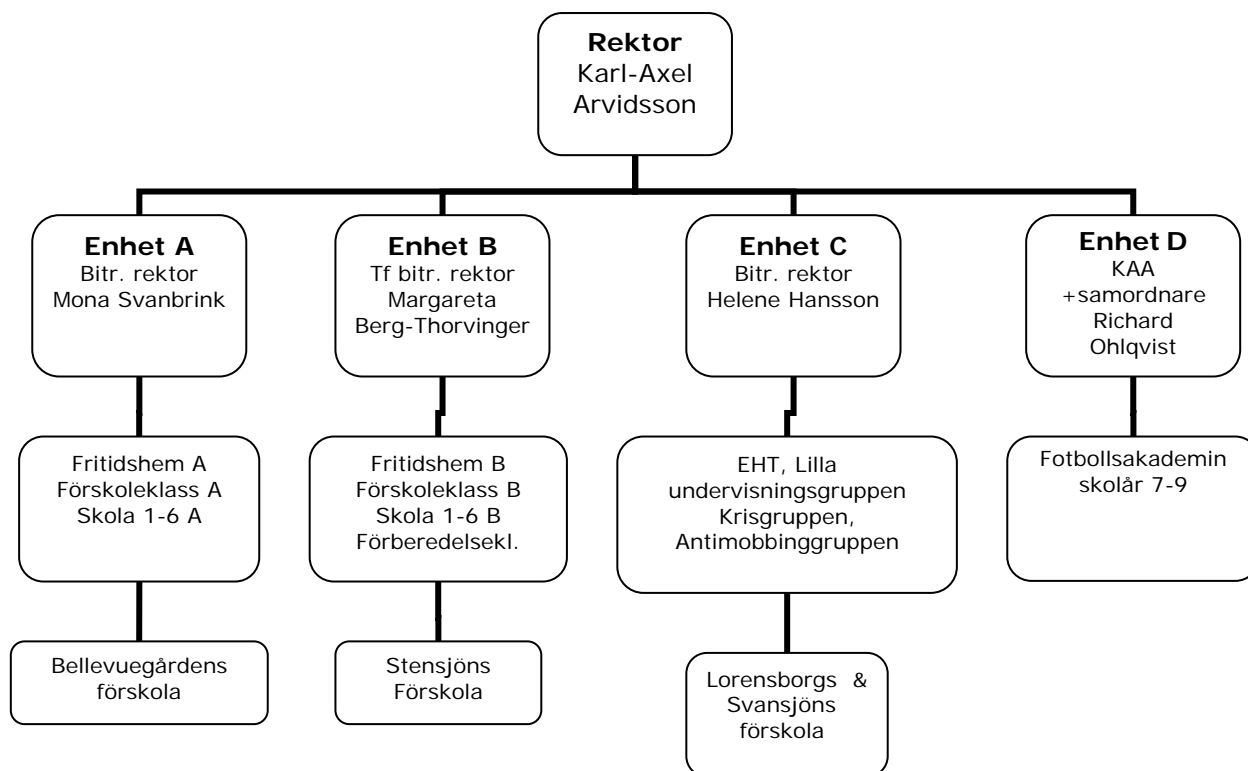 Rektor
Karl-Axel
Arvidsson
Enhet A
Bitr. rektor
Mona Svanbrink
Enhet B
Tf bitr. rektor
Margareta
Berg-Thorvinger
Enhet C
Bitr. rektor
Helene Hansson
Enhet D
KAA
+samordnare
Richard
Ohlqvist
Fritidshem A
Förskoleklass A
Skola 1-6 A
Fritidshem B
Förskoleklass B
Skola 1-6 B
Förberedelsekl.
EHT, Lilla
undervisningsgruppen
Krisgruppen,
Antimobbinggruppen
Fotbollsakademin
skolår 7-9
Bellevuegårdens
förskola
Stensjöns
Förskola
Lorensborgs &
Svansjöns
förskola